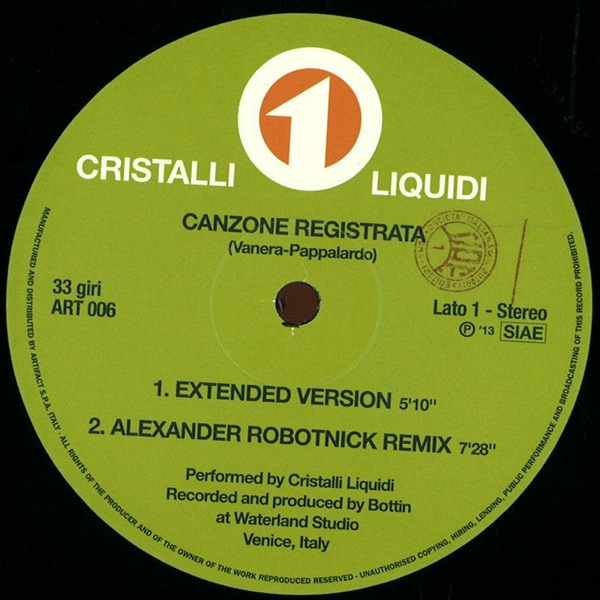 1
CRISTALLI LIQUIDI
CANZONE REGISTRATA
(Vanera-Pappalardo)
33 giri
ART 006
Lato 1 - Stereo
Ⓟ '13 SIAE
1. EXTENDED VERSION 5'10"
2. ALEXANDER ROBOTNICK REMIX 7'28"
Performed by Cristalli Liquidi
Recorded and produced by Bottin
at Waterland Studio
Venice, Italy
MANUFACTURED AND DISTRIBUTED BY ARTIFACT S.P.A. ITALY - ALL RIGHTS OF THE PRODUCER AND OF THE OWNER OF THE WORK REPRODUCED RESERVED - UNAUTHORISED COPYING, HIRING, LENDING, PUBLIC PERFORMANCE AND BROADCASTING OF THIS RECORD PROHIBITED.
SOCIETÀ ITALIANA